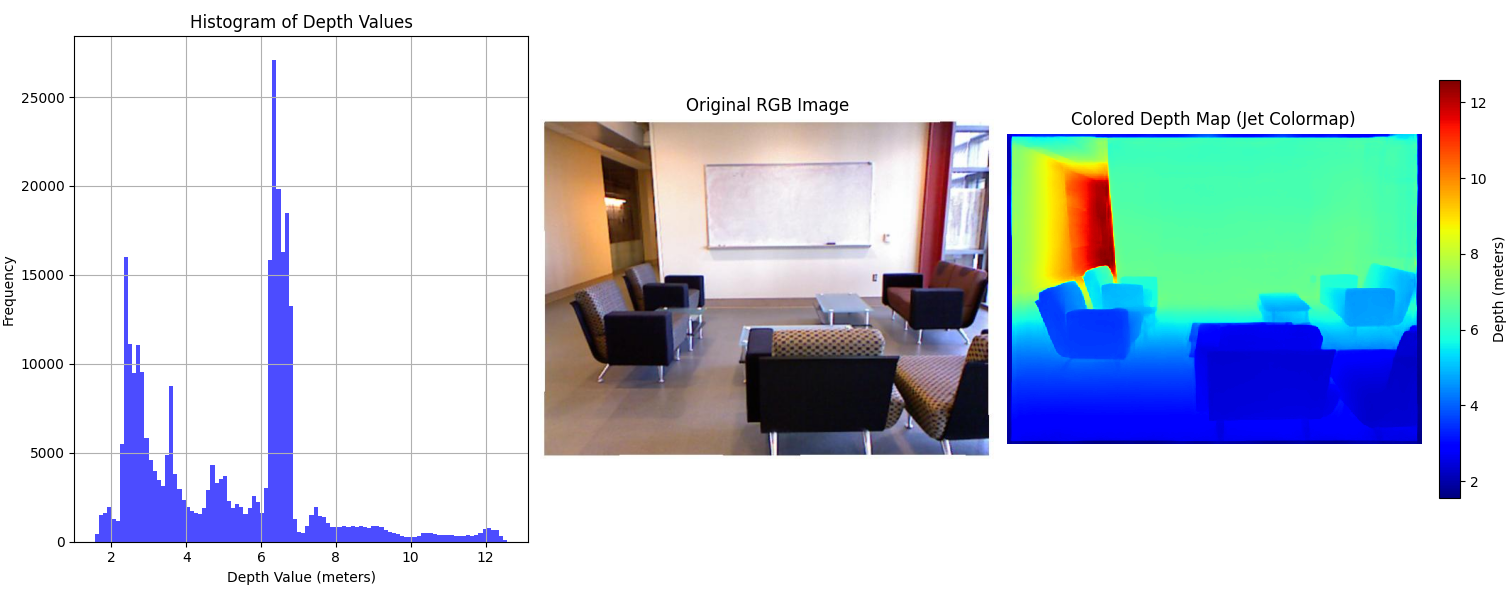 Histogram of Depth Values
25000
20000
15000
10000
5000
0
Frequency
2 4 6 8 10 12
Depth Value (meters)
Original RGB Image
Colored Depth Map (Jet Colormap)
12
10
8
6
4
2
Depth (meters)